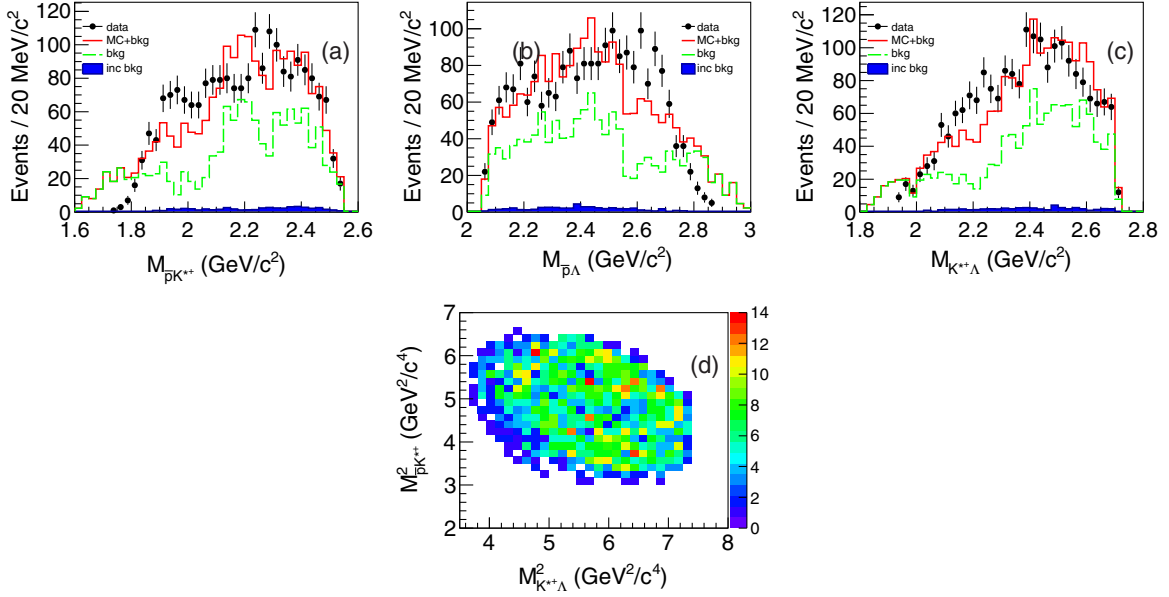 Events / 20 MeV/c²
120
100
80
60
40
20
0
data
MC+bkg
bkg
inc bkg
(a)
1.6 1.8 2 2.2 2.4 2.6
M_p̅K*+ (GeV/c²)
Events / 20 MeV/c²
120
100
80
60
40
20
0
data
MC+bkg
bkg
inc bkg
(b)
2 2.2 2.4 2.6 2.8 3
M_p̅Λ (GeV/c²)
Events / 20 MeV/c²
120
100
80
60
40
20
0
data
MC+bkg
bkg
inc bkg
(c)
1.8 2 2.2 2.4 2.6 2.8
M_K*+Λ (GeV/c²)
M²_p̅K*+ (GeV²/c⁴)
7
6
5
4
3
2
(d)
14
12
10
8
6
4
2
0
4 5 6 7 8
M²_K*+Λ (GeV²/c⁴)